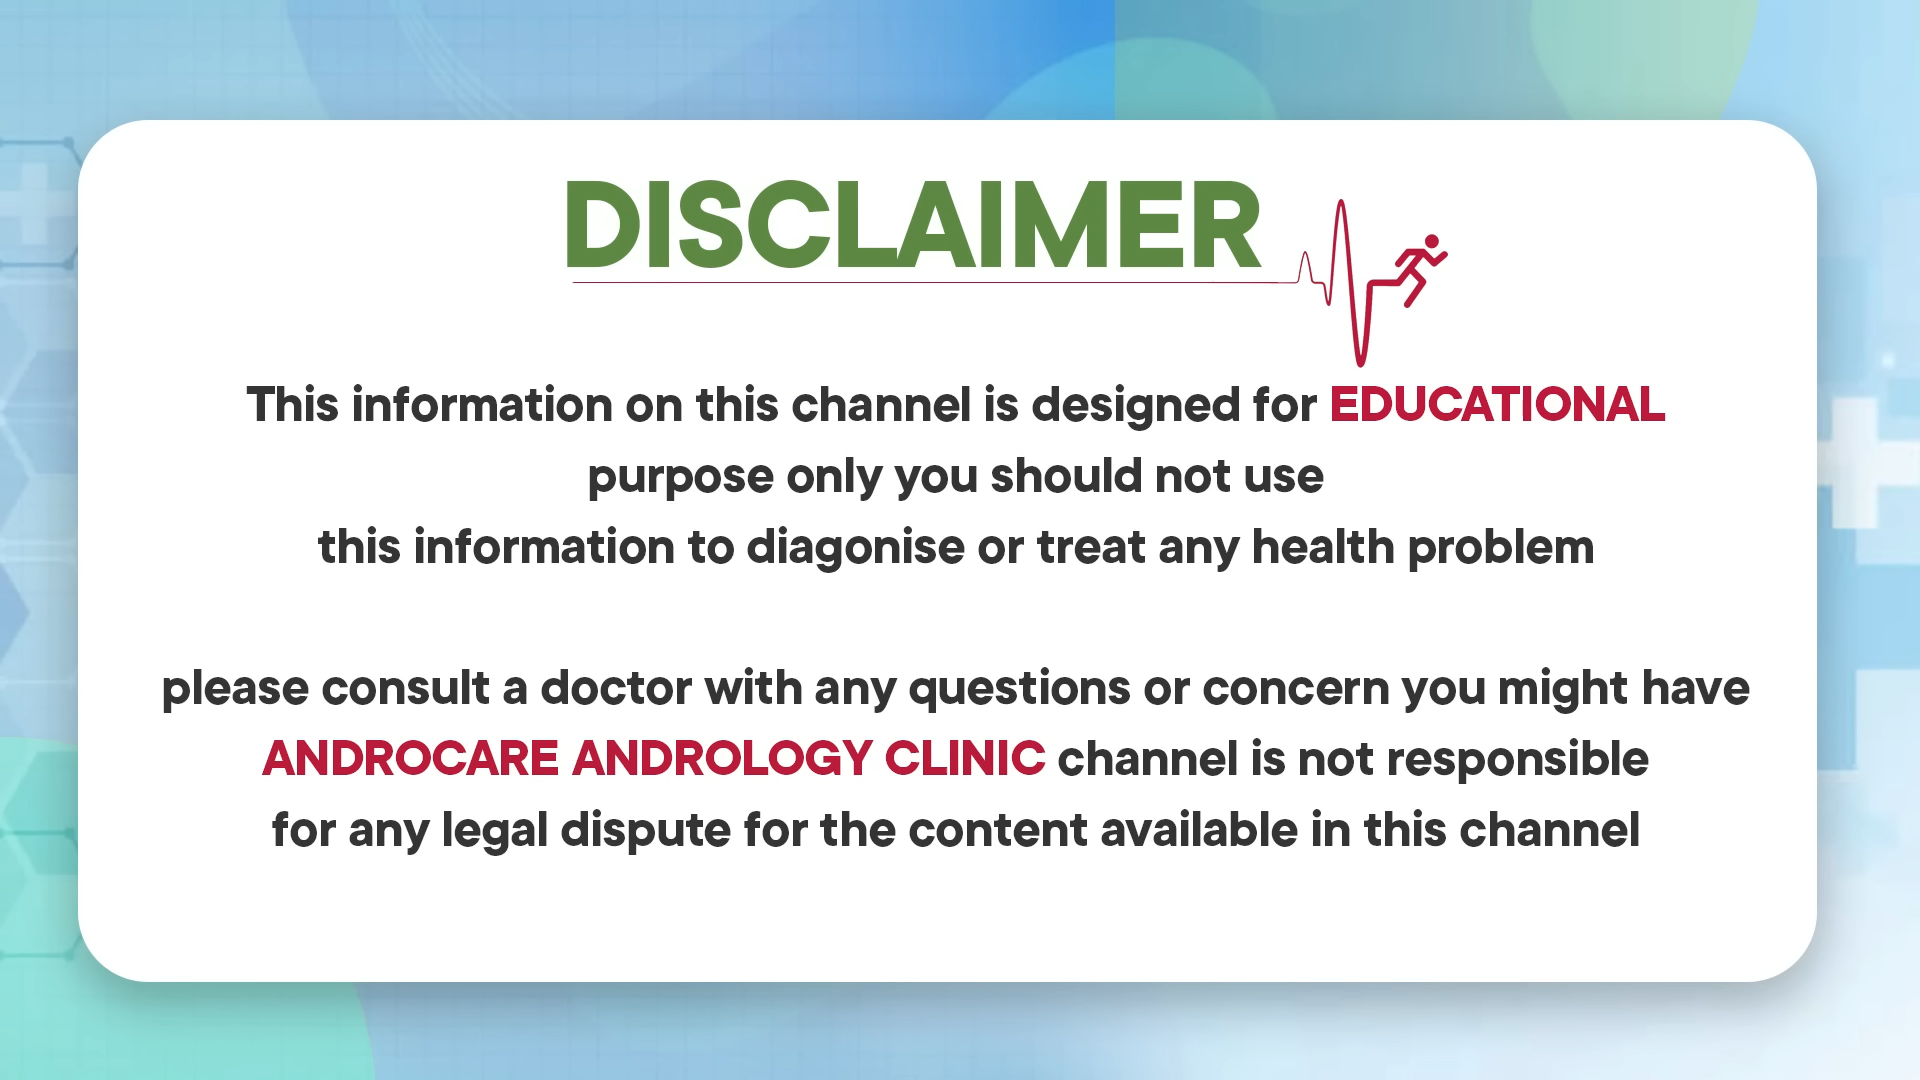 DISCLAIMER
This information on this channel is designed for EDUCATIONAL
purpose only you should not use
this information to diagonise or treat any health problem
please consult a doctor with any questions or concern you might have
ANDROCARE ANDROLOGY CLINIC channel is not responsible
for any legal dispute for the content available in this channel